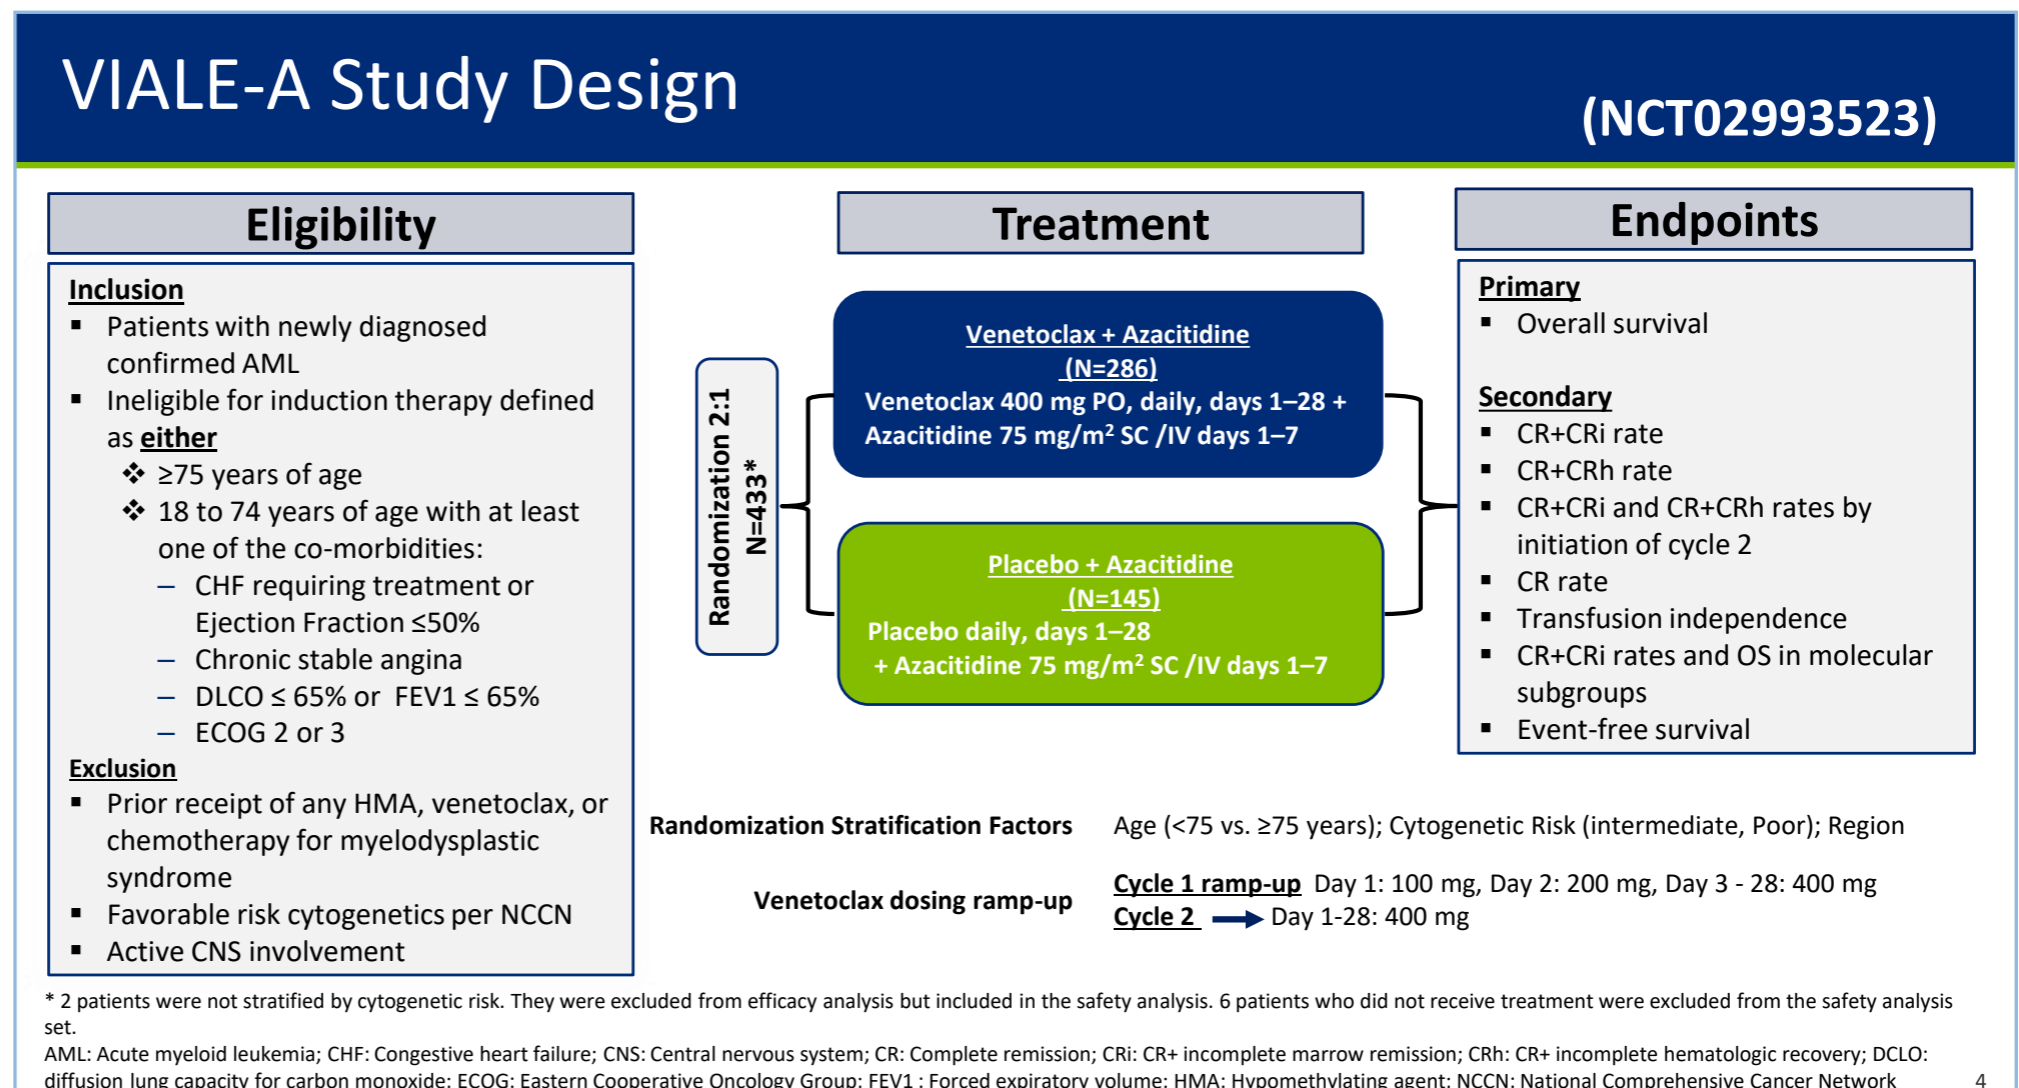 VIALE-A Study Design
(NCT02993523)
Eligibility
Inclusion
▪ Patients with newly diagnosed
confirmed AML
▪ Ineligible for induction therapy defined
as either
❖ ≥75 years of age
❖ 18 to 74 years of age with at least
one of the co-morbidities:
– CHF requiring treatment or
Ejection Fraction ≤50%
– Chronic stable angina
– DLCO ≤ 65% or FEV1 ≤ 65%
– ECOG 2 or 3
Exclusion
▪ Prior receipt of any HMA, venetoclax, or
chemotherapy for myelodysplastic
syndrome
▪ Favorable risk cytogenetics per NCCN
▪ Active CNS involvement
Randomization 2:1
N=433*
Treatment
Venetoclax + Azacitidine
(N=286)
Venetoclax 400 mg PO, daily, days 1–28 +
Azacitidine 75 mg/m² SC /IV days 1–7
Placebo + Azacitidine
(N=145)
Placebo daily, days 1–28
+ Azacitidine 75 mg/m² SC /IV days 1–7
Endpoints
Primary
▪ Overall survival
Secondary
▪ CR+CRi rate
▪ CR+CRh rate
▪ CR+CRi and CR+CRh rates by
initiation of cycle 2
▪ CR rate
▪ Transfusion independence
▪ CR+CRi rates and OS in molecular
subgroups
▪ Event-free survival
Randomization Stratification Factors Age (<75 vs. ≥75 years); Cytogenetic Risk (intermediate, Poor); Region
Venetoclax dosing ramp-up
Cycle 1 ramp-up Day 1: 100 mg, Day 2: 200 mg, Day 3 - 28: 400 mg
Cycle 2 → Day 1-28: 400 mg
* 2 patients were not stratified by cytogenetic risk. They were excluded from efficacy analysis but included in the safety analysis. 6 patients who did not receive treatment were excluded from the safety analysis
set.
AML: Acute myeloid leukemia; CHF: Congestive heart failure; CNS: Central nervous system; CR: Complete remission; CRi: CR+ incomplete marrow remission; CRh: CR+ incomplete hematologic recovery; DCLO:
diffusion lung capacity for carbon monoxide; ECOG: Eastern Cooperative Oncology Group; FEV1 : Forced expiratory volume; HMA: Hypomethylating agent; NCCN: National Comprehensive Cancer Network
4